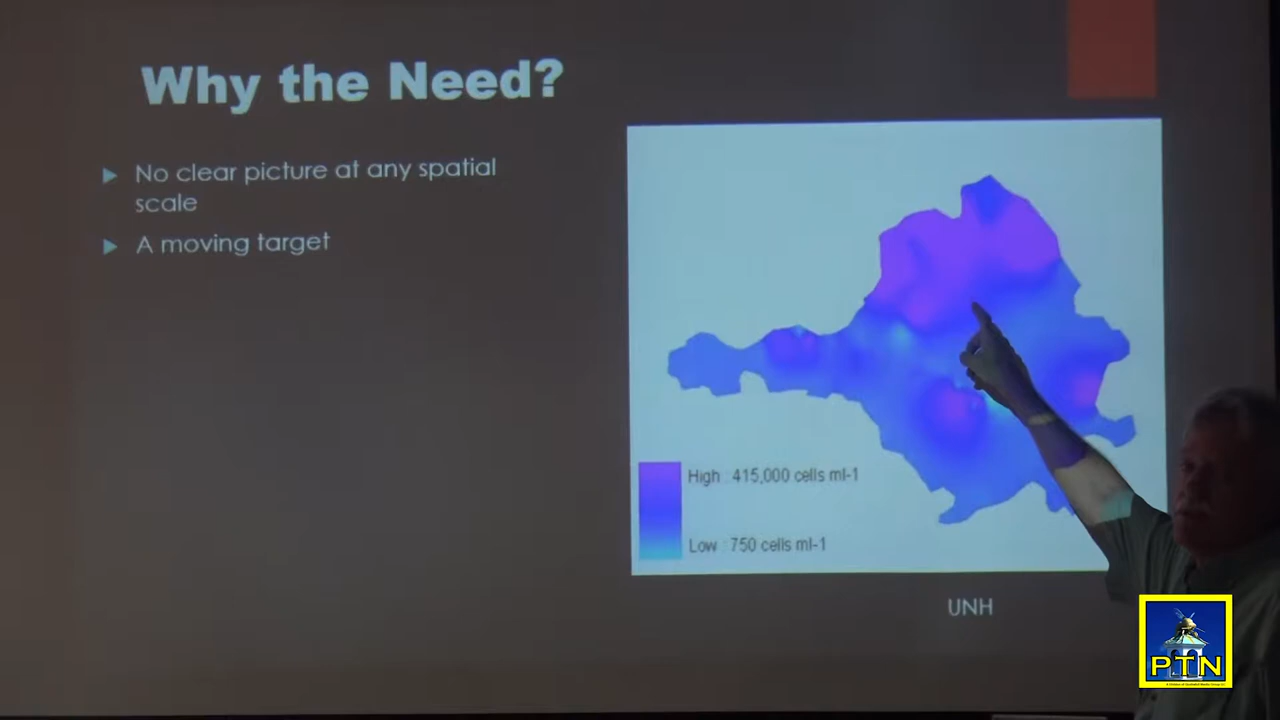 Why the Need?
No clear picture at any spatial
scale
A moving target
High : 415,000 cells ml-1
Low : 750 cells ml-1
UNH
PTN